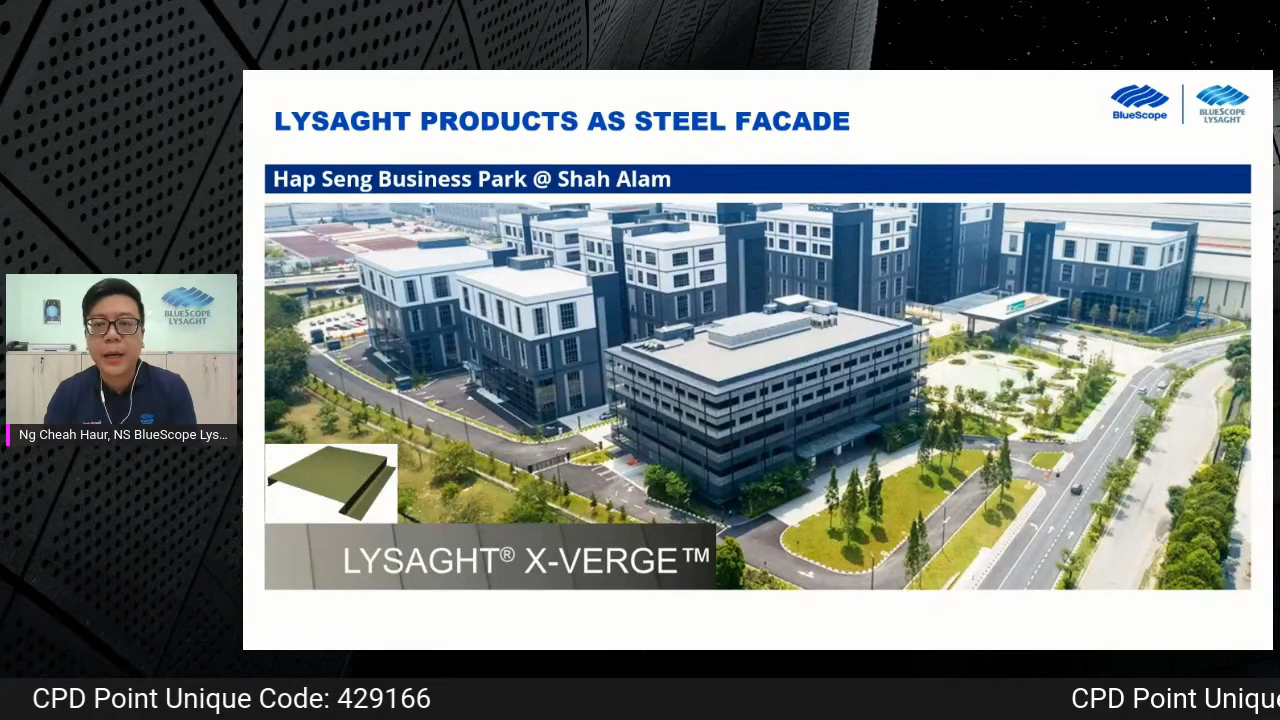 LYSAGHT PRODUCTS AS STEEL FACADE
BlueScope
BLUESCOPE
LYSAGHT
Hap Seng Business Park @ Shah Alam
BLUESCOPE
LYSAGHT
Ng Cheah Haur, NS BlueScope Lys...
LYSAGHT® X-VERGE™
CPD Point Unique Code: 429166
CPD Point Uniqu